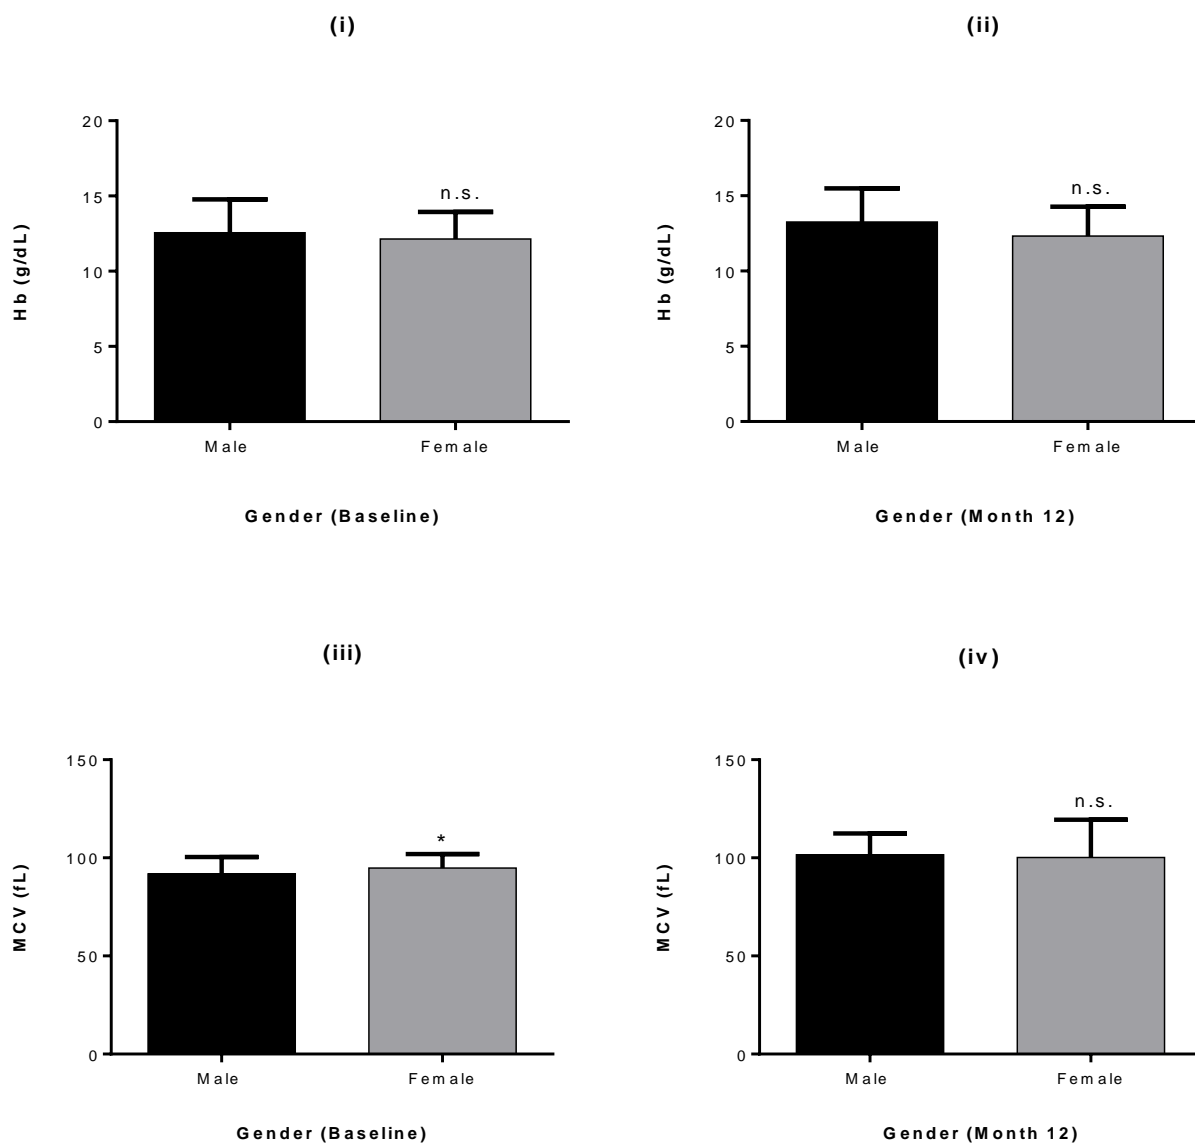 (i)
20
15
10
5
0
Hb (g/dL)
n.s.
Male
Female
Gender (Baseline)
(ii)
20
15
10
5
0
Hb (g/dL)
n.s.
Male
Female
Gender (Month 12)
(iii)
150
100
50
0
MCV (fL)
*
Male
Female
Gender (Baseline)
(iv)
150
100
50
0
MCV (fL)
n.s.
Male
Female
Gender (Month 12)